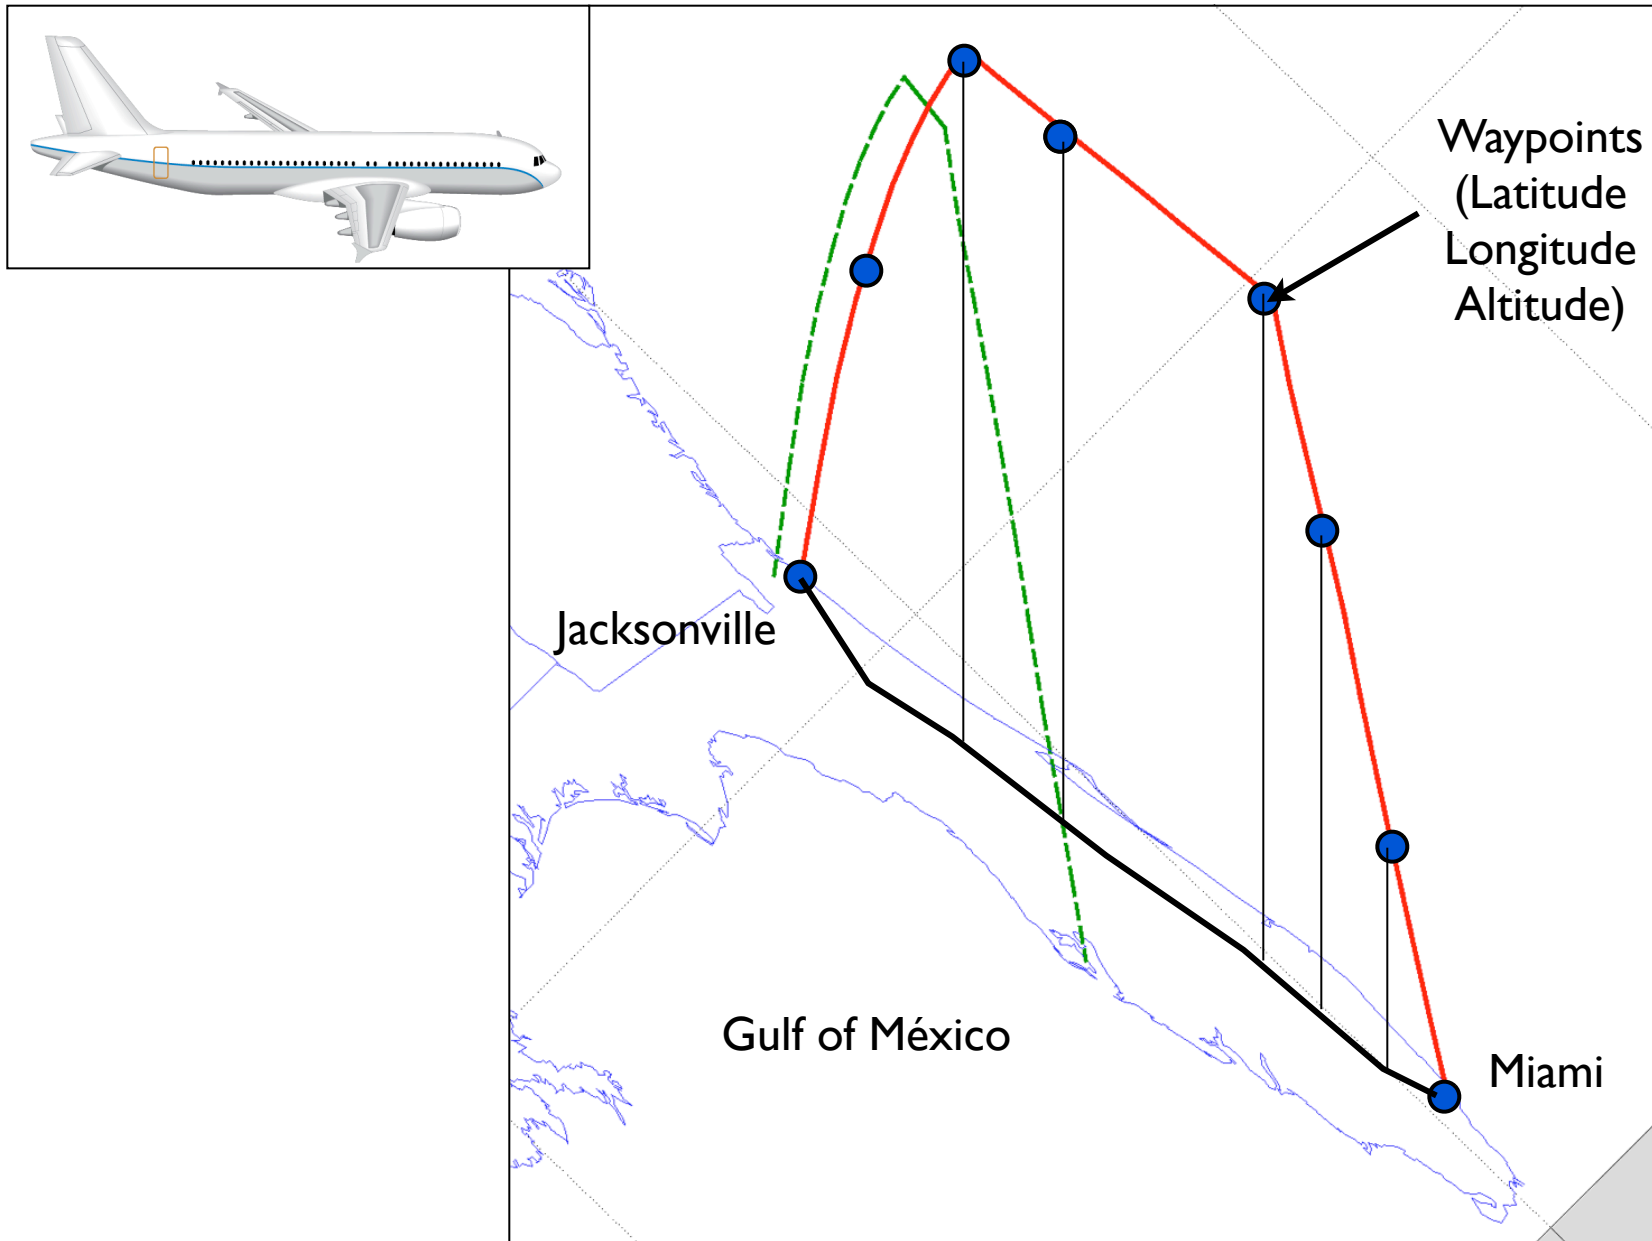 Waypoints
(Latitude
Longitude
Altitude)
Jacksonville
Gulf of México
Miami